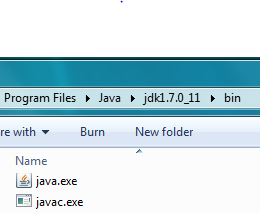 Program Files Java jdk1.7.0_11 bin
re with Burn New folder
Name
java.exe
javac.exe